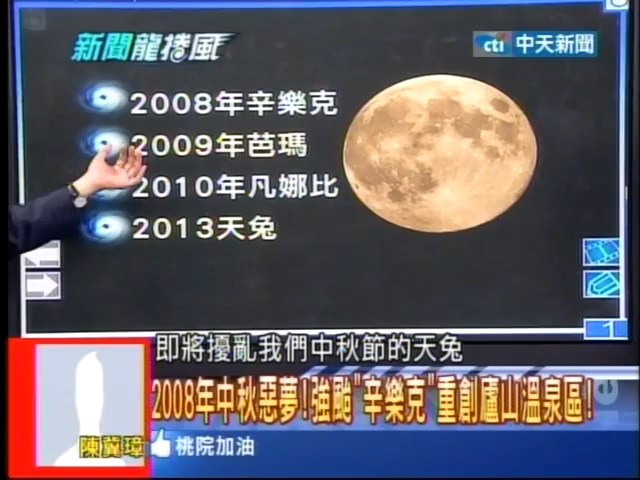 新聞龍捲風
cti 中天新聞
2008年辛樂克
2009年芭瑪
2010年凡娜比
2013天兔
1
即將擾亂我們中秋節的天兔
2008年中秋惡夢!強颱"辛樂克"重創廬山溫泉區!
陳冀璋 桃院加油